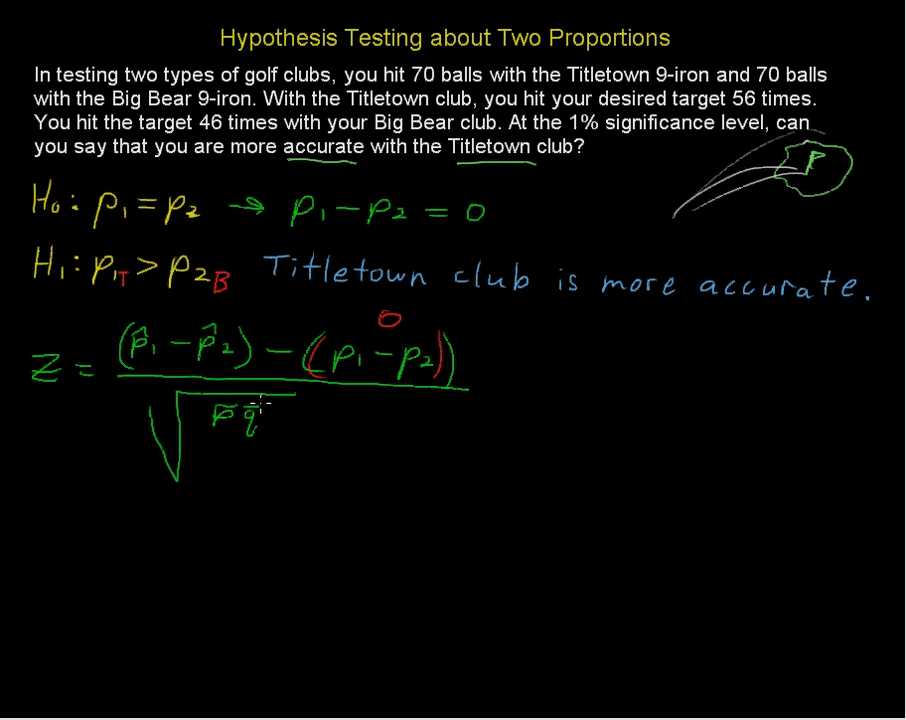 Hypothesis Testing about Two Proportions
In testing two types of golf clubs, you hit 70 balls with the Titletown 9-iron and 70 balls
with the Big Bear 9-iron. With the Titletown club, you hit your desired target 56 times.
You hit the target 46 times with your Big Bear club. At the 1% significance level, can
you say that you are more accurate with the Titletown club?
P
H₀: p₁ = p₂ → p₁ − p₂ = 0
H₁: p₁T > p₂B Titletown club is more accurate.
0
z = (p̂₁ − p̂₂) − (p₁ − p₂)
√ p̄ q̄